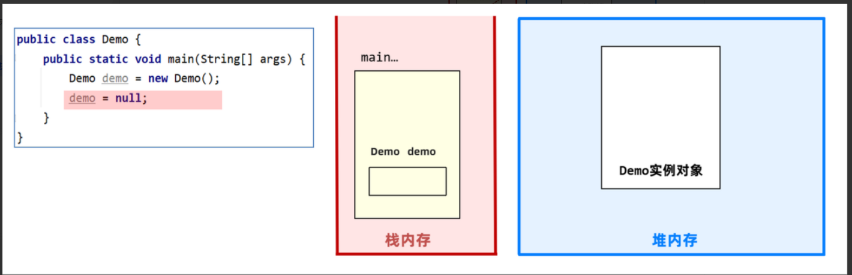 public class Demo {
public static void main(String[] args) {
Demo demo = new Demo();
demo = null;
}
}
main…
Demo demo
栈内存
Demo实例对象
堆内存